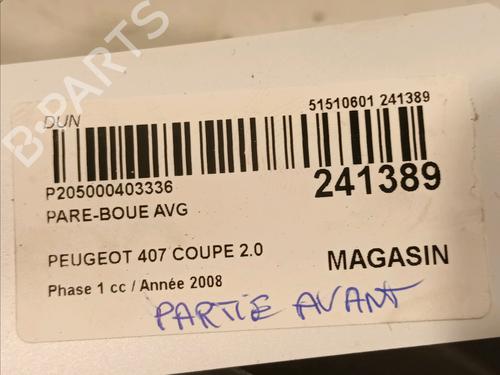 DUN
51510601 241389
P205000403336
241389
PARE-BOUE AVG
PEUGEOT 407 COUPE 2.0
MAGASIN
Phase 1 cc / Année 2008
PARTIE AVANT
B-PARTS